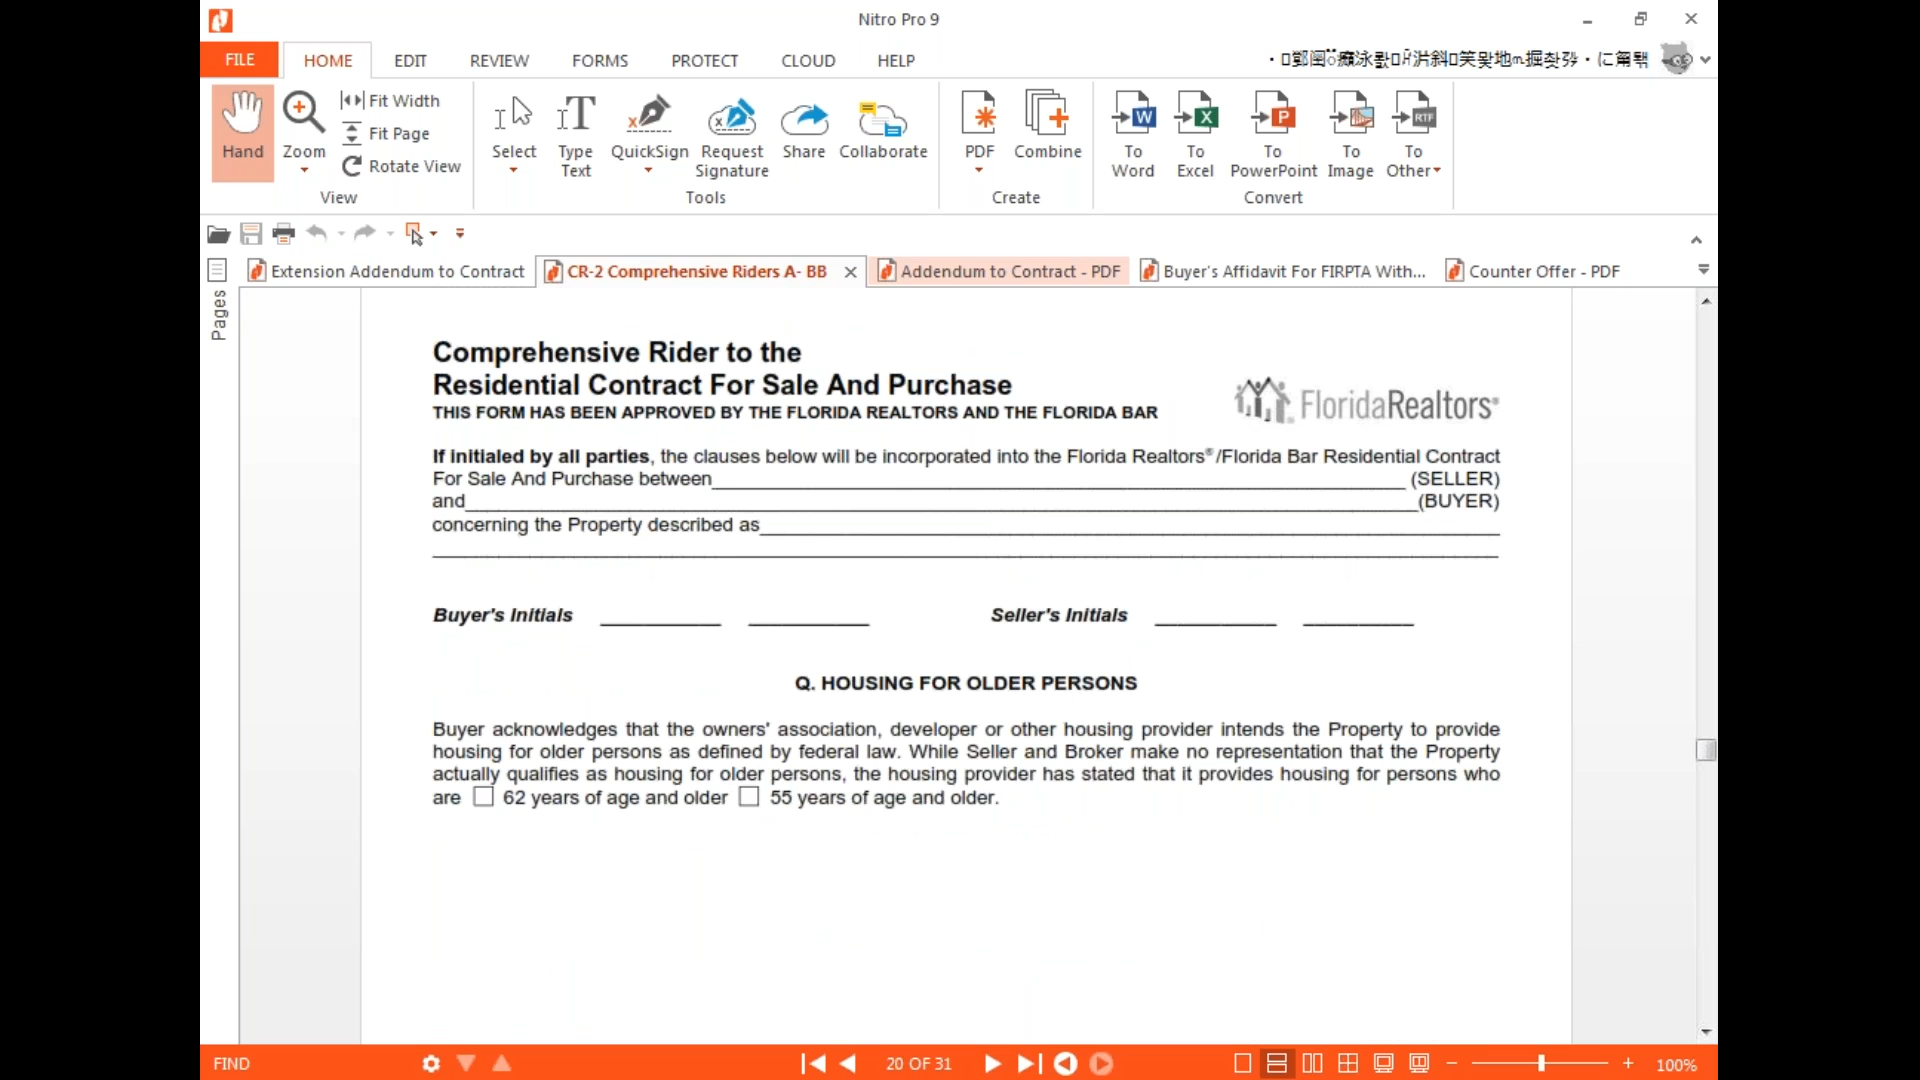 Nitro Pro 9
FILE HOME EDIT REVIEW FORMS PROTECT CLOUD HELP
Hand Zoom Fit Width Fit Page Rotate View
View
Select Type Text QuickSign Request Signature Share Collaborate
Tools
PDF Combine
Create
To Word To Excel To PowerPoint To Image To Other
Convert
Extension Addendum to Contract CR-2 Comprehensive Riders A- BB Addendum to Contract - PDF Buyer's Affidavit For FIRPTA With... Counter Offer - PDF
Pages
Comprehensive Rider to the
Residential Contract For Sale And Purchase
THIS FORM HAS BEEN APPROVED BY THE FLORIDA REALTORS AND THE FLORIDA BAR
FloridaRealtors®
If initialed by all parties, the clauses below will be incorporated into the Florida Realtors®/Florida Bar Residential Contract
For Sale And Purchase between (SELLER)
and (BUYER)
concerning the Property described as
Buyer's Initials Seller's Initials
Q. HOUSING FOR OLDER PERSONS
Buyer acknowledges that the owners' association, developer or other housing provider intends the Property to provide
housing for older persons as defined by federal law. While Seller and Broker make no representation that the Property
actually qualifies as housing for older persons, the housing provider has stated that it provides housing for persons who
are 62 years of age and older 55 years of age and older.
FIND 20 OF 31 100%